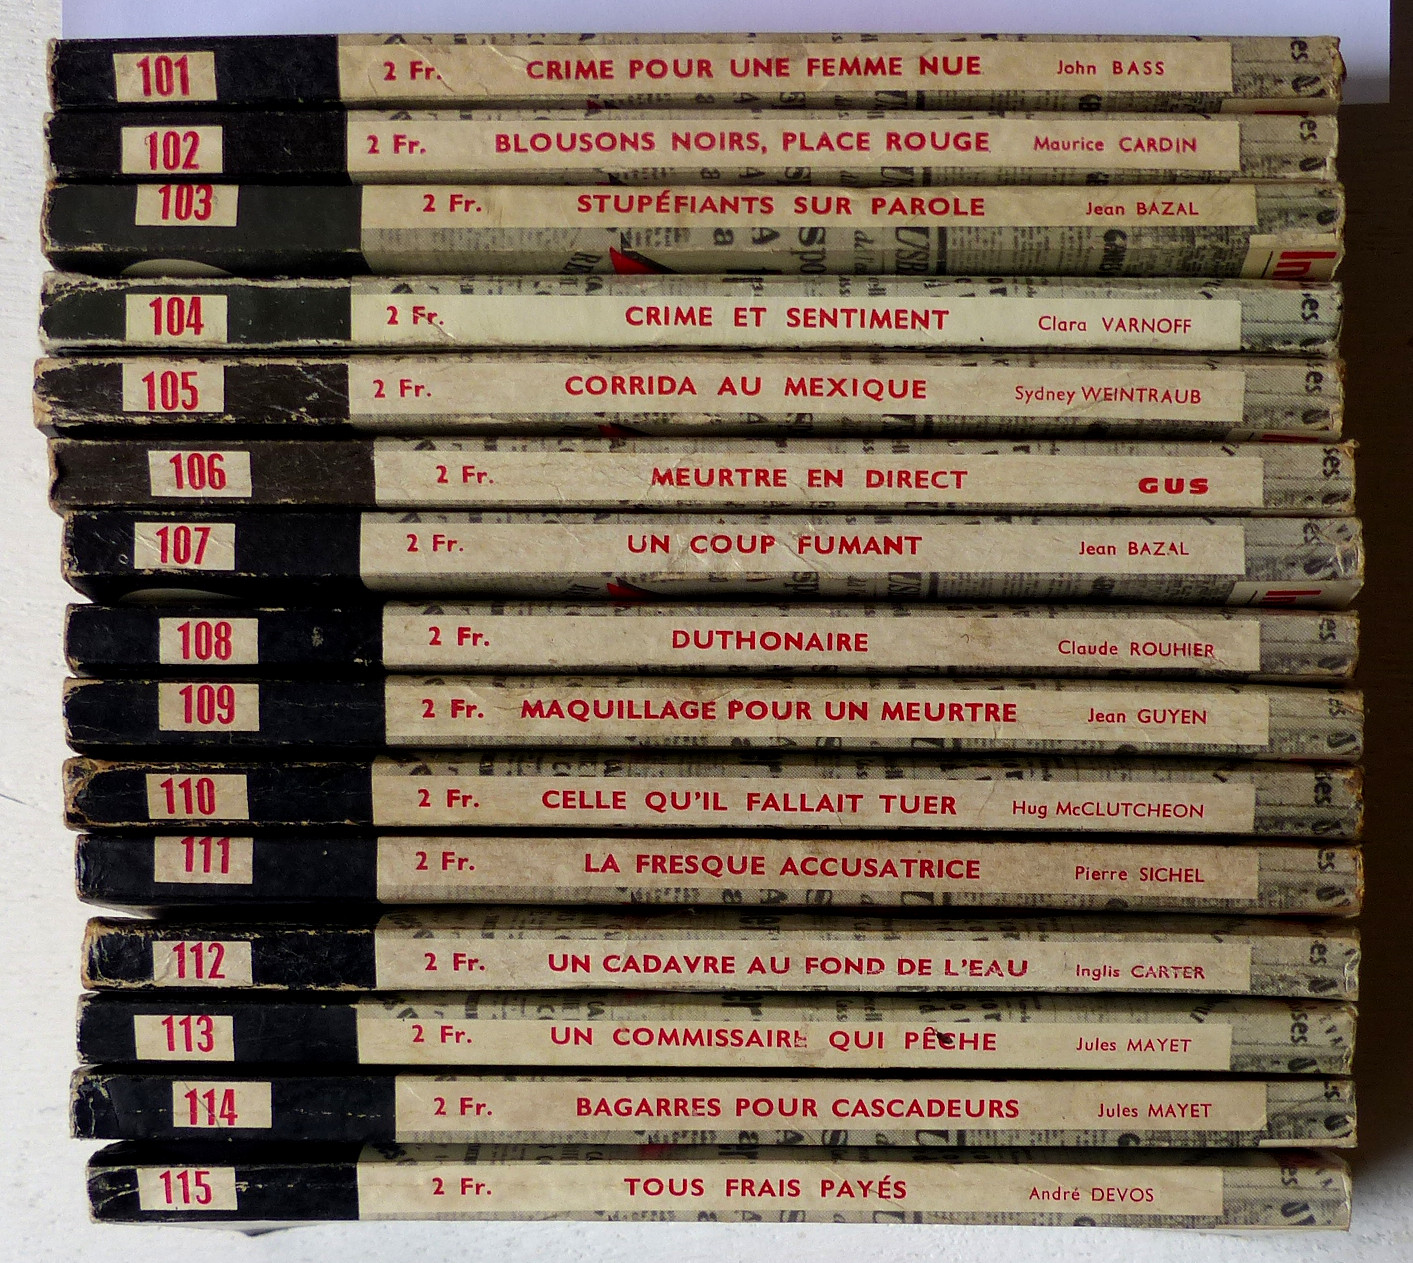 101 2 Fr. CRIME POUR UNE FEMME NUE John BASS
102 2 Fr. BLOUSONS NOIRS, PLACE ROUGE Maurice CARDIN
103 2 Fr. STUPÉFIANTS SUR PAROLE Jean BAZAL
104 2 Fr. CRIME ET SENTIMENT Clara VARNOFF
105 2 Fr. CORRIDA AU MEXIQUE Sydney WEINTRAUB
106 2 Fr. MEURTRE EN DIRECT GUS
107 2 Fr. UN COUP FUMANT Jean BAZAL
108 2 Fr. DUTHONAIRE Claude ROUHIER
109 2 Fr. MAQUILLAGE POUR UN MEURTRE Jean GUYEN
110 2 Fr. CELLE QU'IL FALLAIT TUER Hug McCLUTCHEON
111 2 Fr. LA FRESQUE ACCUSATRICE Pierre SICHEL
112 2 Fr. UN CADAVRE AU FOND DE L'EAU Inglis CARTER
113 2 Fr. UN COMMISSAIRE QUI PÊCHE Jules MAYET
114 2 Fr. BAGARRES POUR CASCADEURS Jules MAYET
115 2 Fr. TOUS FRAIS PAYÉS André DEVOS